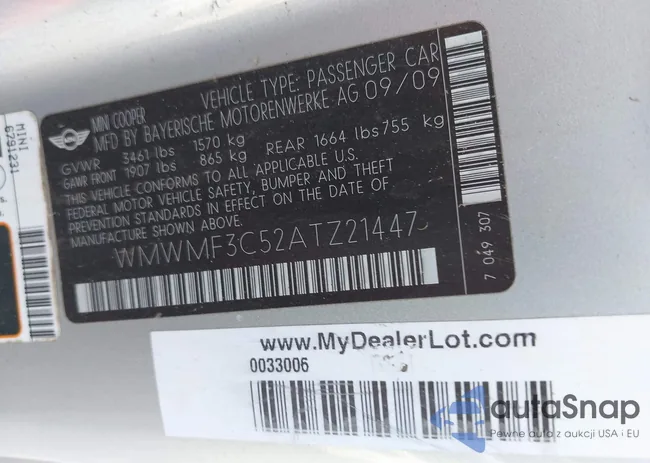 VEHICLE TYPE: PASSENGER CAR
MINI COOPER
MFD BY BAYERISCHE MOTORENWERKE AG 09/09
GVWR 3461 lbs 1570 kg
GAWR FRONT 1907 lbs 865 kg REAR 1664 lbs 755 kg
THIS VEHICLE CONFORMS TO ALL APPLICABLE U.S.
FEDERAL MOTOR VEHICLE SAFETY, BUMPER AND THEFT
PREVENTION STANDARDS IN EFFECT ON THE DATE OF
MANUFACTURE SHOWN ABOVE.
WMWMF3C52ATZ21447
7 049 307
MINI
6791231
www.MyDealerLot.com
0033006
autaSnap
Pewne auta z aukcji USA i EU